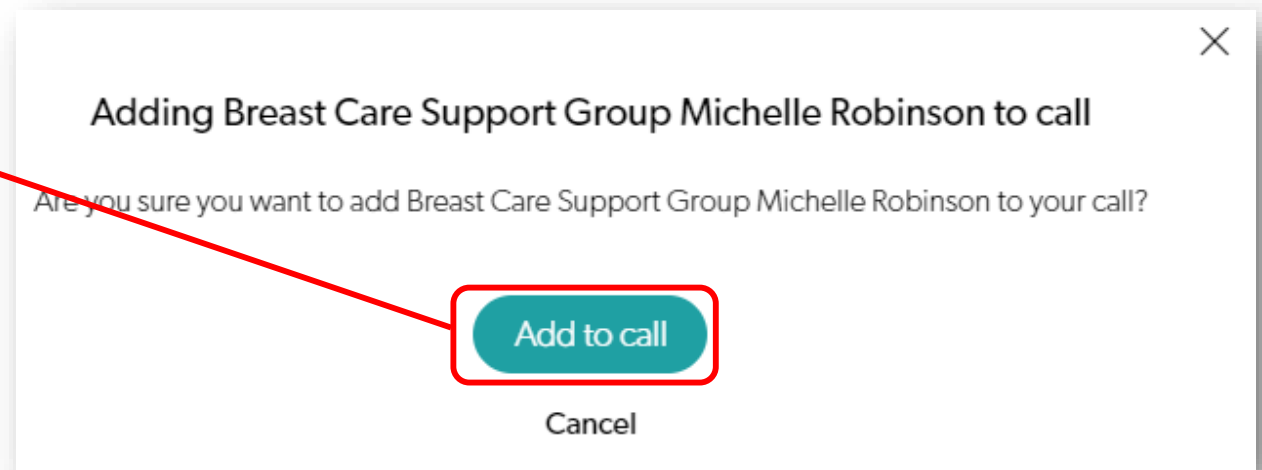 Adding Breast Care Support Group Michelle Robinson to call
Are you sure you want to add Breast Care Support Group Michelle Robinson to your call?
Add to call
Cancel